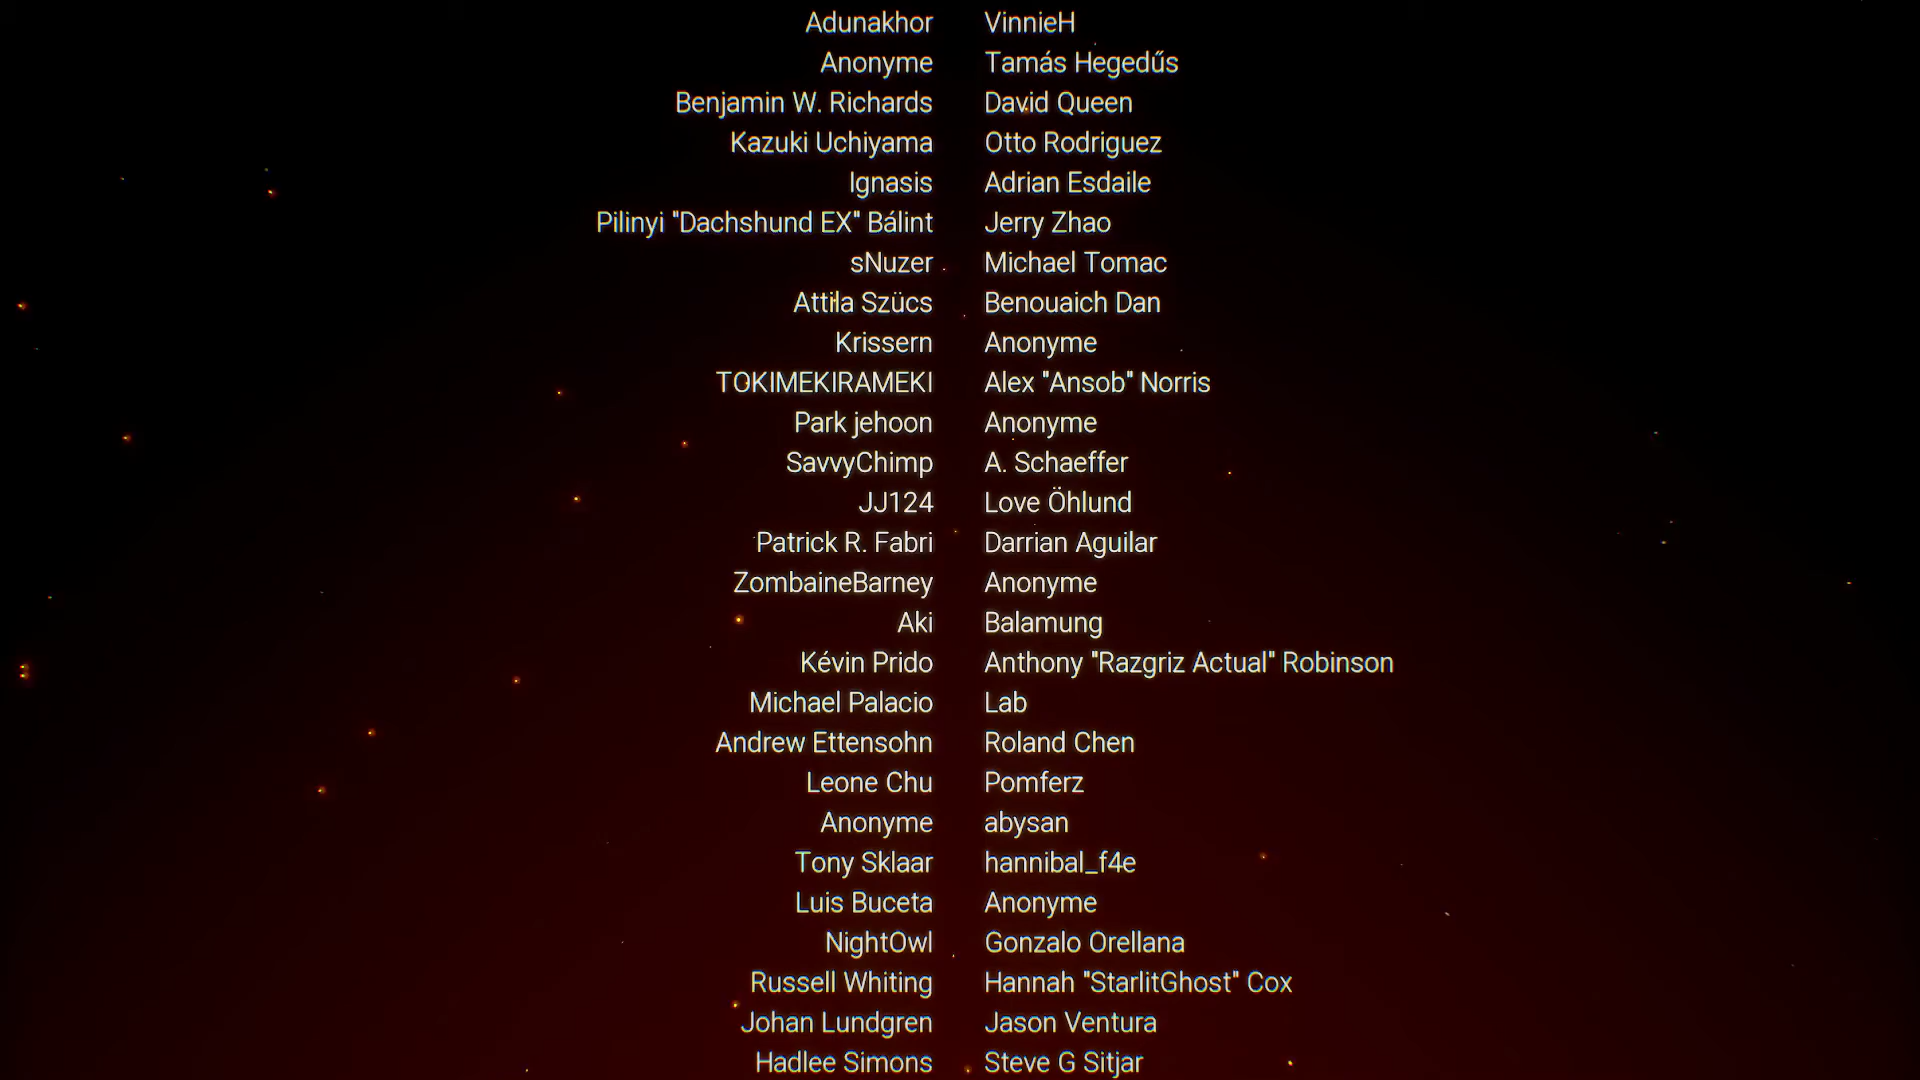 Adunakhor VinnieH
Anonyme Tamás Hegedűs
Benjamin W. Richards David Queen
Kazuki Uchiyama Otto Rodriguez
Ignasis Adrian Esdaile
Pilinyi "Dachshund EX" Bálint Jerry Zhao
sNuzer Michael Tomac
Attila Szücs Benouaich Dan
Krissern Anonyme
TOKIMEKIRAMEKI Alex "Ansob" Norris
Park jehoon Anonyme
SavvyChimp A. Schaeffer
JJ124 Love Öhlund
Patrick R. Fabri Darrian Aguilar
ZombaineBarney Anonyme
Aki Balamung
Kévin Prido Anthony "Razgriz Actual" Robinson
Michael Palacio Lab
Andrew Ettensohn Roland Chen
Leone Chu Pomferz
Anonyme abysan
Tony Sklaar hannibal_f4e
Luis Buceta Anonyme
NightOwl Gonzalo Orellana
Russell Whiting Hannah "StarlitGhost" Cox
Johan Lundgren Jason Ventura
Hadlee Simons Steve G Sitjar